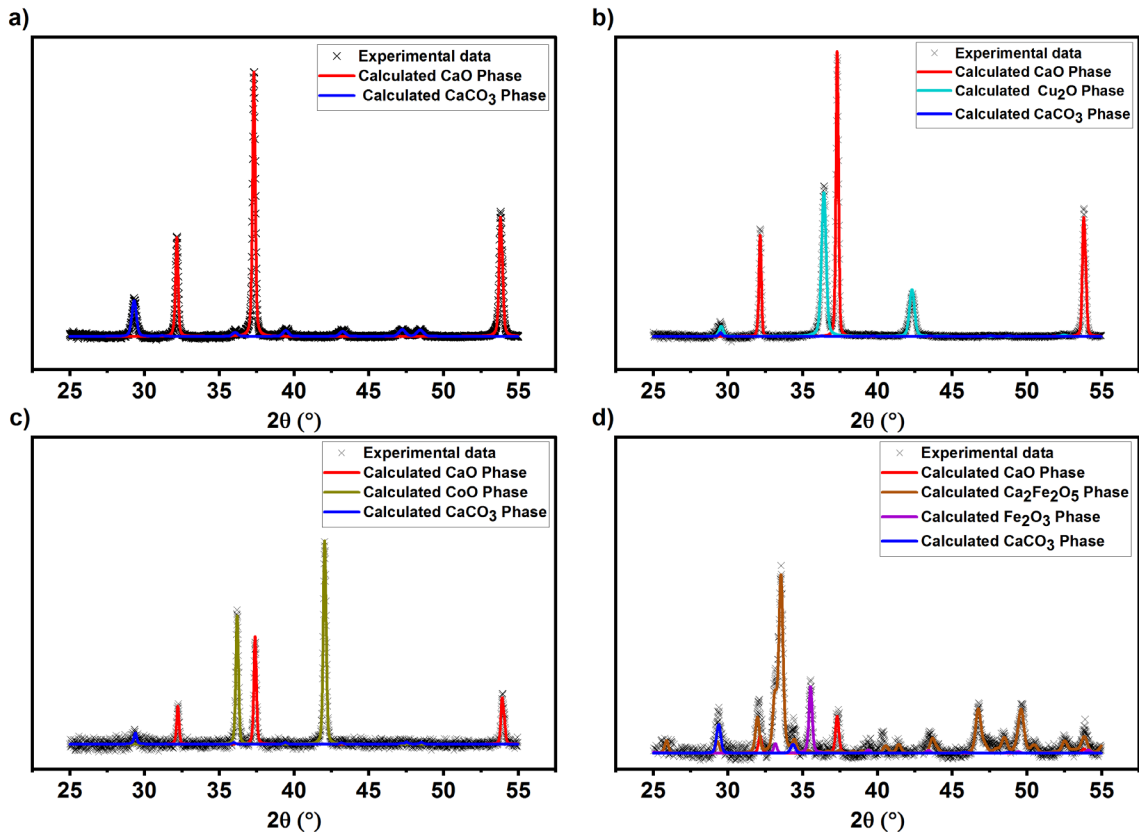 a)
Experimental data
Calculated CaO Phase
Calculated CaCO3 Phase
25 30 35 40 45 50 55
2θ (°)
b)
Experimental data
Calculated CaO Phase
Calculated Cu2O Phase
Calculated CaCO3 Phase
25 30 35 40 45 50 55
2θ (°)
c)
Experimental data
Calculated CaO Phase
Calculated CoO Phase
Calculated CaCO3 Phase
25 30 35 40 45 50 55
2θ (°)
d)
Experimental data
Calculated CaO Phase
Calculated Ca2Fe2O5 Phase
Calculated Fe2O3 Phase
Calculated CaCO3 Phase
25 30 35 40 45 50 55
2θ (°)